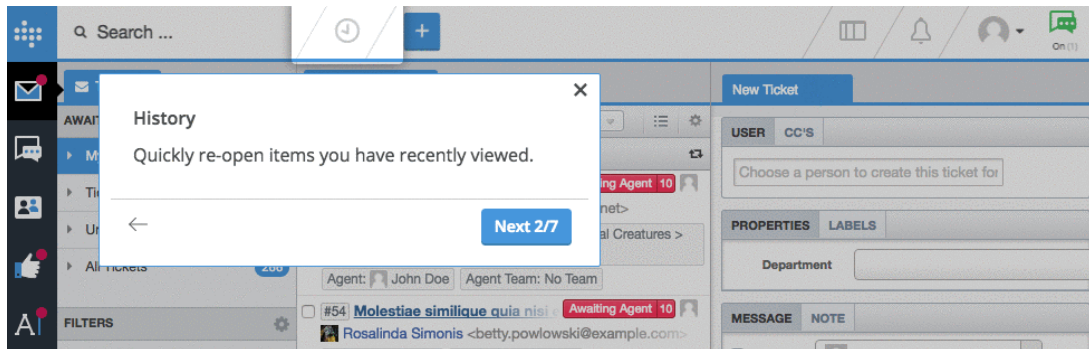 Search ...
On (1)
New Ticket
History
Quickly re-open items you have recently viewed.
Next 2/7
All Tickets
266
FILTERS
Awaiting Agent 10
al Creatures >
Agent: John Doe Agent Team: No Team
#54 Molestiae similique quia nisi Awaiting Agent 10
Rosalinda Simonis <betty.powlowski@example.com>
USER CC'S
Choose a person to create this ticket for
PROPERTIES LABELS
Department
MESSAGE NOTE